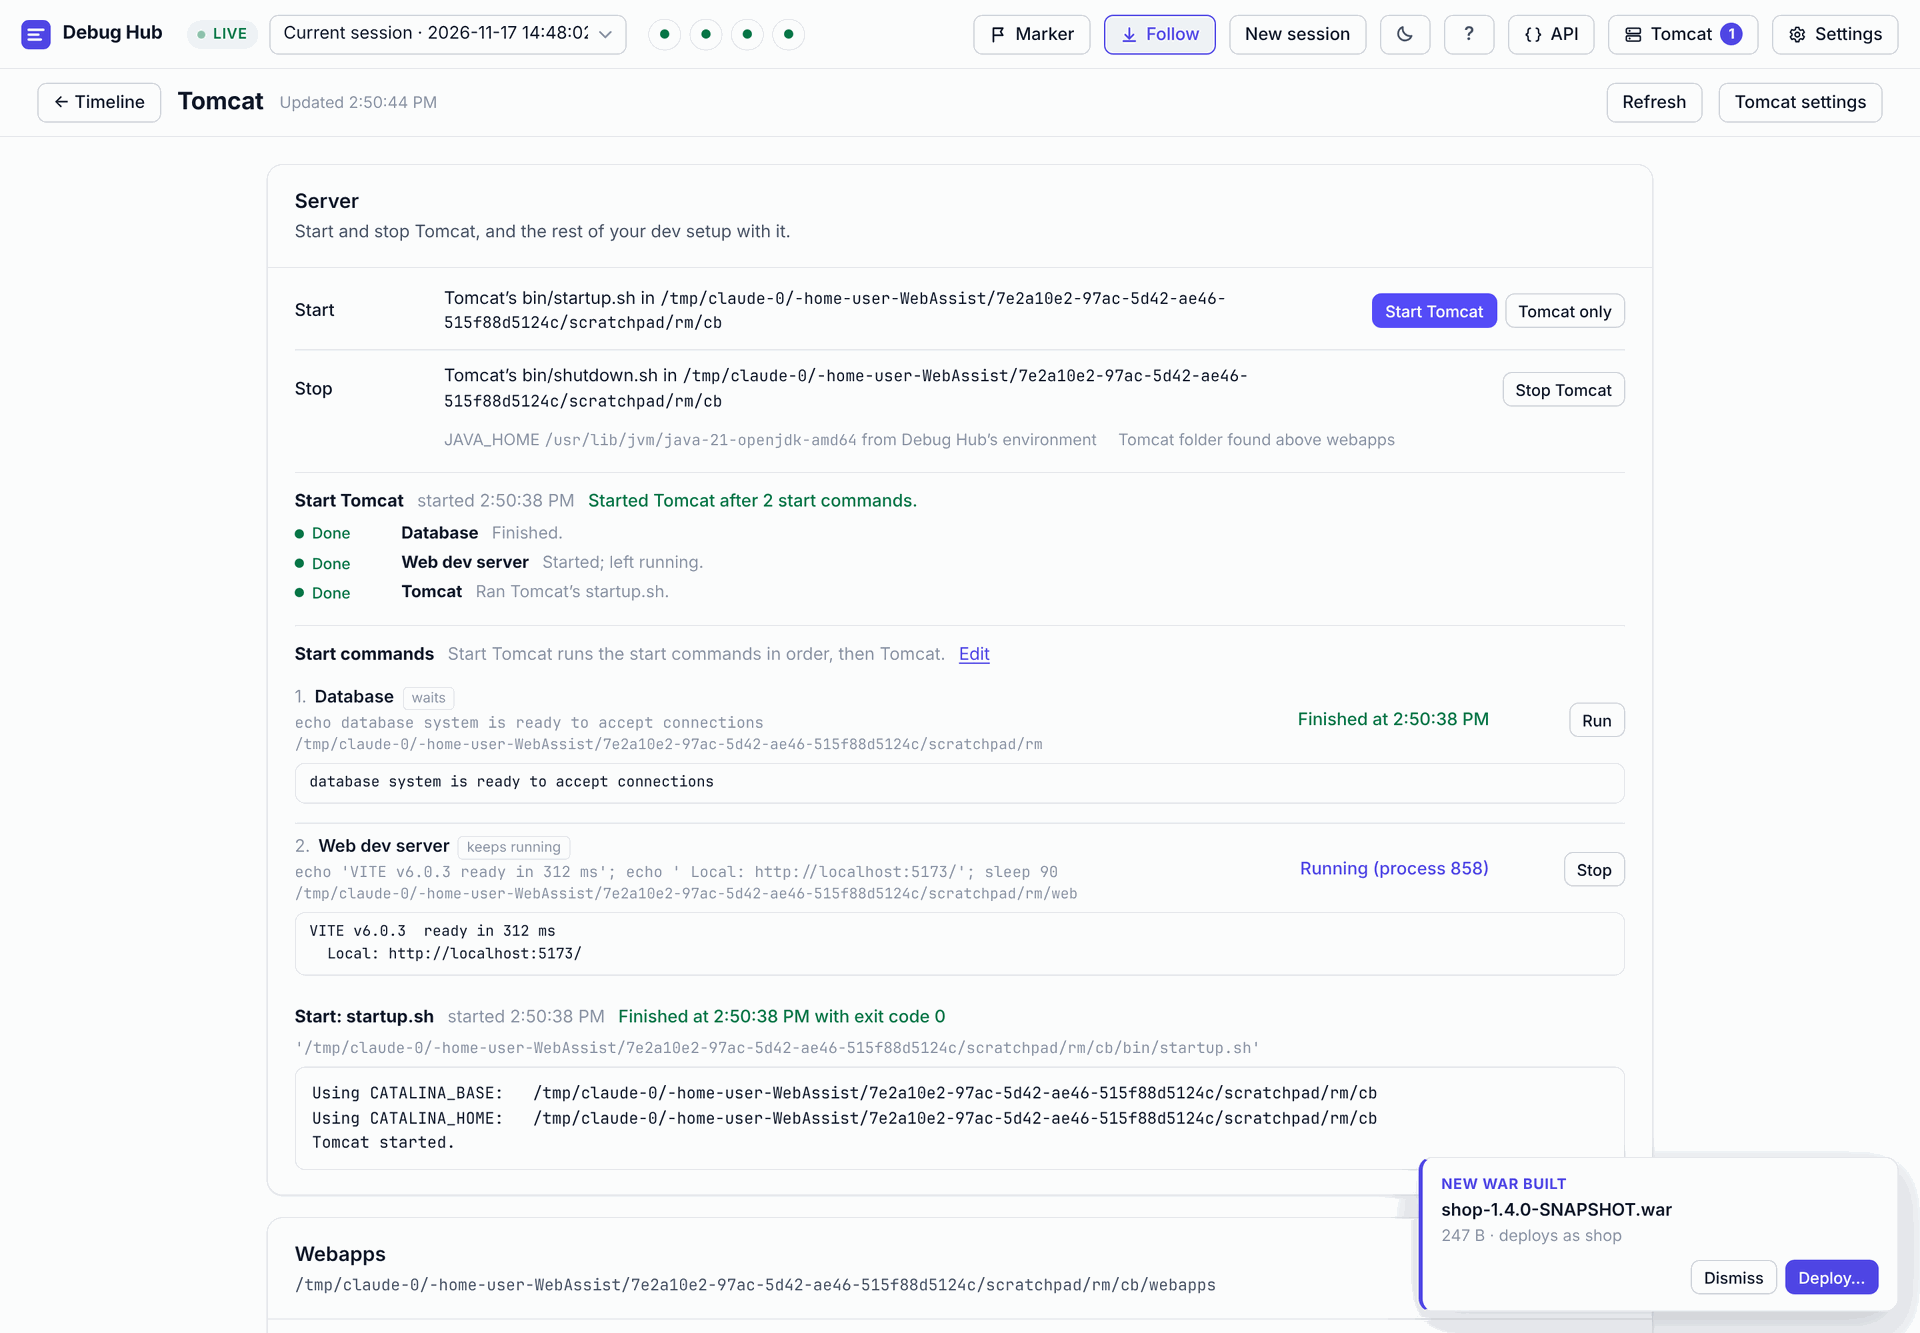 Debug Hub
LIVE
Current session · 2026-11-17 14:48:02
Marker
Follow
New session
?
{} API
Tomcat 1
Settings
← Timeline
Tomcat
Updated 2:50:44 PM
Refresh
Tomcat settings
Server
Start and stop Tomcat, and the rest of your dev setup with it.
Start
Tomcat’s bin/startup.sh in /tmp/claude-0/-home-user-WebAssist/7e2a10e2-97ac-5d42-ae46-
515f88d5124c/scratchpad/rm/cb
Start Tomcat
Tomcat only
Stop
Tomcat’s bin/shutdown.sh in /tmp/claude-0/-home-user-WebAssist/7e2a10e2-97ac-5d42-ae46-
515f88d5124c/scratchpad/rm/cb
Stop Tomcat
JAVA_HOME /usr/lib/jvm/java-21-openjdk-amd64 from Debug Hub’s environment
Tomcat folder found above webapps
Start Tomcat started 2:50:38 PM Started Tomcat after 2 start commands.
Done Database Finished.
Done Web dev server Started; left running.
Done Tomcat Ran Tomcat’s startup.sh.
Start commands Start Tomcat runs the start commands in order, then Tomcat. Edit
1. Database waits
echo database system is ready to accept connections
/tmp/claude-0/-home-user-WebAssist/7e2a10e2-97ac-5d42-ae46-515f88d5124c/scratchpad/rm
Finished at 2:50:38 PM
Run
database system is ready to accept connections
2. Web dev server keeps running
echo 'VITE v6.0.3 ready in 312 ms'; echo ' Local: http://localhost:5173/'; sleep 90
/tmp/claude-0/-home-user-WebAssist/7e2a10e2-97ac-5d42-ae46-515f88d5124c/scratchpad/rm/web
Running (process 858)
Stop
VITE v6.0.3  ready in 312 ms
Local: http://localhost:5173/
Start: startup.sh started 2:50:38 PM Finished at 2:50:38 PM with exit code 0
'/tmp/claude-0/-home-user-WebAssist/7e2a10e2-97ac-5d42-ae46-515f88d5124c/scratchpad/rm/cb/bin/startup.sh'
Using CATALINA_BASE:   /tmp/claude-0/-home-user-WebAssist/7e2a10e2-97ac-5d42-ae46-515f88d5124c/scratchpad/rm/cb
Using CATALINA_HOME:   /tmp/claude-0/-home-user-WebAssist/7e2a10e2-97ac-5d42-ae46-515f88d5124c/scratchpad/rm/cb
Tomcat started.
Webapps
/tmp/claude-0/-home-user-WebAssist/7e2a10e2-97ac-5d42-ae46-515f88d5124c/scratchpad/rm/cb/webapps
NEW WAR BUILT
shop-1.4.0-SNAPSHOT.war
247 B · deploys as shop
Dismiss
Deploy…